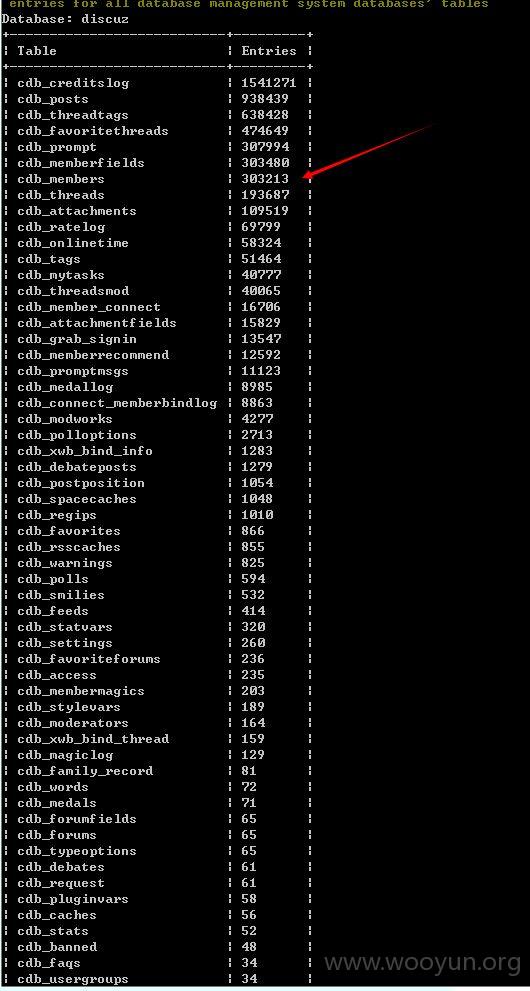 entries for all database management system databases' tables
Database: discuz
+----------------------------+----------+
| Table | Entries |
+----------------------------+----------+
| cdb_creditslog | 1541271 |
| cdb_posts | 938439 |
| cdb_threadtags | 638428 |
| cdb_favoritethreads | 474649 |
| cdb_prompt | 307994 |
| cdb_memberfields | 303480 |
| cdb_members | 303213 |
| cdb_threads | 193687 |
| cdb_attachments | 109519 |
| cdb_ratelog | 69799 |
| cdb_onlinetime | 58324 |
| cdb_tags | 51464 |
| cdb_mytasks | 40777 |
| cdb_threadsmod | 40065 |
| cdb_member_connect | 16706 |
| cdb_attachmentfields | 15829 |
| cdb_grab_signin | 13547 |
| cdb_memberrecommend | 12592 |
| cdb_promptmsgs | 11123 |
| cdb_medallog | 8985 |
| cdb_connect_memberbindlog | 8863 |
| cdb_modworks | 4277 |
| cdb_polloptions | 2713 |
| cdb_xwb_bind_info | 1283 |
| cdb_debateposts | 1279 |
| cdb_postposition | 1054 |
| cdb_spacecaches | 1048 |
| cdb_regips | 1010 |
| cdb_favorites | 866 |
| cdb_rsscaches | 855 |
| cdb_warnings | 825 |
| cdb_polls | 594 |
| cdb_smilies | 532 |
| cdb_feeds | 414 |
| cdb_statvars | 320 |
| cdb_settings | 260 |
| cdb_favoriteforums | 236 |
| cdb_access | 235 |
| cdb_membermagics | 203 |
| cdb_stylevars | 189 |
| cdb_moderators | 164 |
| cdb_xwb_bind_thread | 159 |
| cdb_magiclog | 129 |
| cdb_family_record | 81 |
| cdb_words | 72 |
| cdb_medals | 71 |
| cdb_forumfields | 65 |
| cdb_forums | 65 |
| cdb_typeoptions | 65 |
| cdb_debates | 61 |
| cdb_request | 61 |
| cdb_pluginvars | 58 |
| cdb_caches | 56 |
| cdb_stats | 52 |
| cdb_banned | 48 |
| cdb_faqs | 34 |
| cdb_usergroups | 34 |
www.wooyun.org